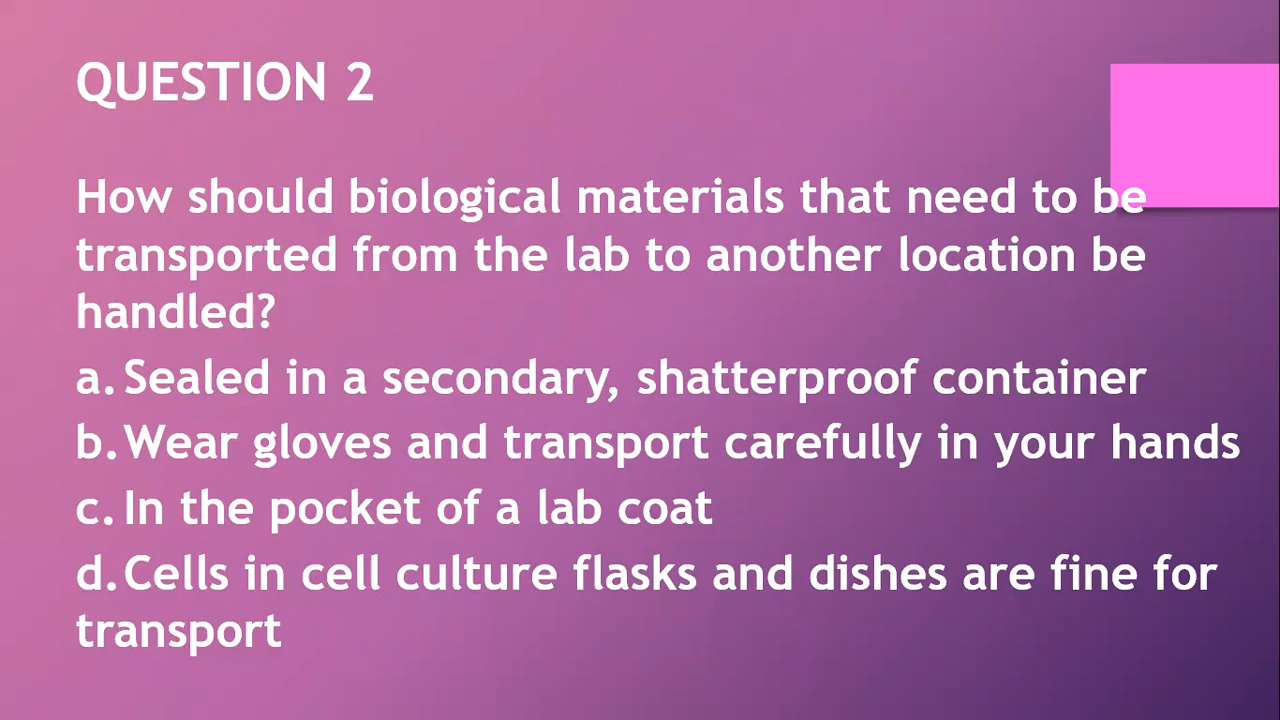 QUESTION 2
How should biological materials that need to be
transported from the lab to another location be
handled?
a. Sealed in a secondary, shatterproof container
b. Wear gloves and transport carefully in your hands
c. In the pocket of a lab coat
d. Cells in cell culture flasks and dishes are fine for
transport